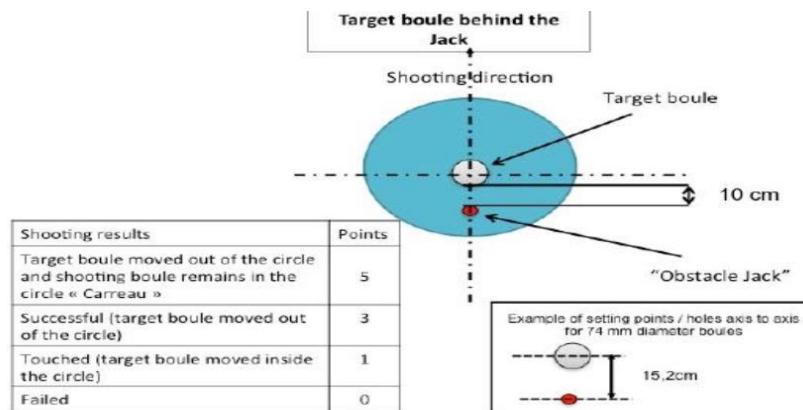 Target boule behind the
Jack
Shooting direction
Target boule
10 cm
"Obstacle Jack"
Shooting results Points
Target boule moved out of the circle
and shooting boule remains in the
circle « Carreau »
5
Successful (target boule moved out
of the circle)
3
Touched (target boule moved inside
the circle)
1
Failed 0
Example of setting points / holes axis to axis
for 74 mm diameter boules
15,2cm